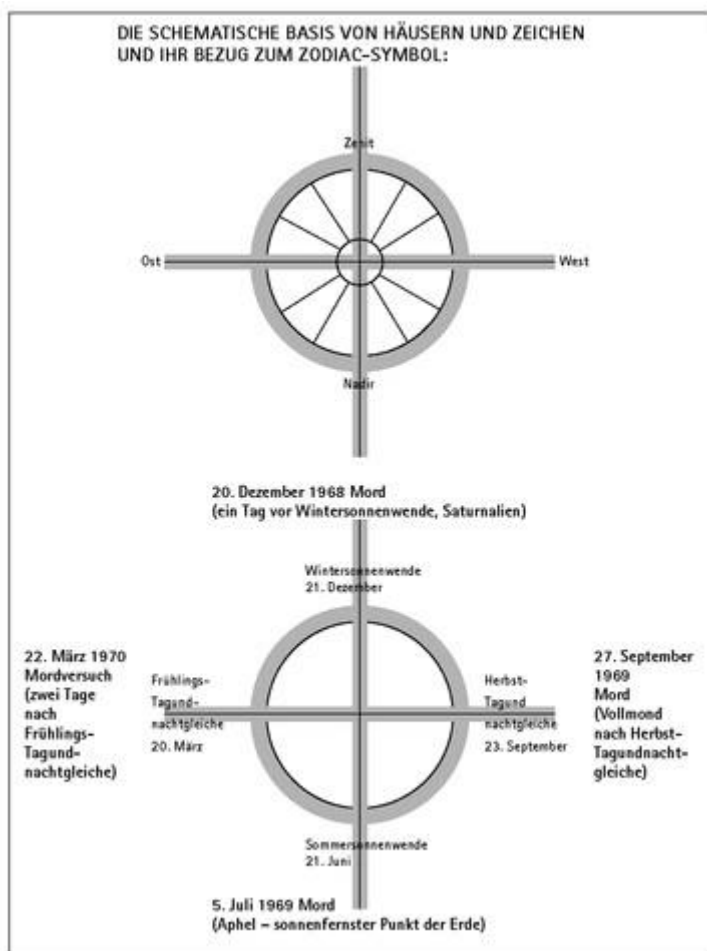 DIE SCHEMATISCHE BASIS VON HÄUSERN UND ZEICHEN
UND IHR BEZUG ZUM ZODIAC-SYMBOL:
Zenit
Ost
West
Nadir
20. Dezember 1968 Mord
(ein Tag vor Wintersonnenwende, Saturnalien)
Wintersonnenwende
21. Dezember
22. März 1970
Mordversuch
(zwei Tage
nach
Frühlings-
Tagund-
nachtgleiche)
Frühlings-
Tagund-
nachtgleiche
20. März
Herbst-
Tagund
nachtgleiche
23. September
27. September
1969
Mord
(Vollmond
nach Herbst-
Tagundnacht-
gleiche)
Sommersonnenwende
21. Juni
5. Juli 1969 Mord
(Aphel – sonnenfernster Punkt der Erde)